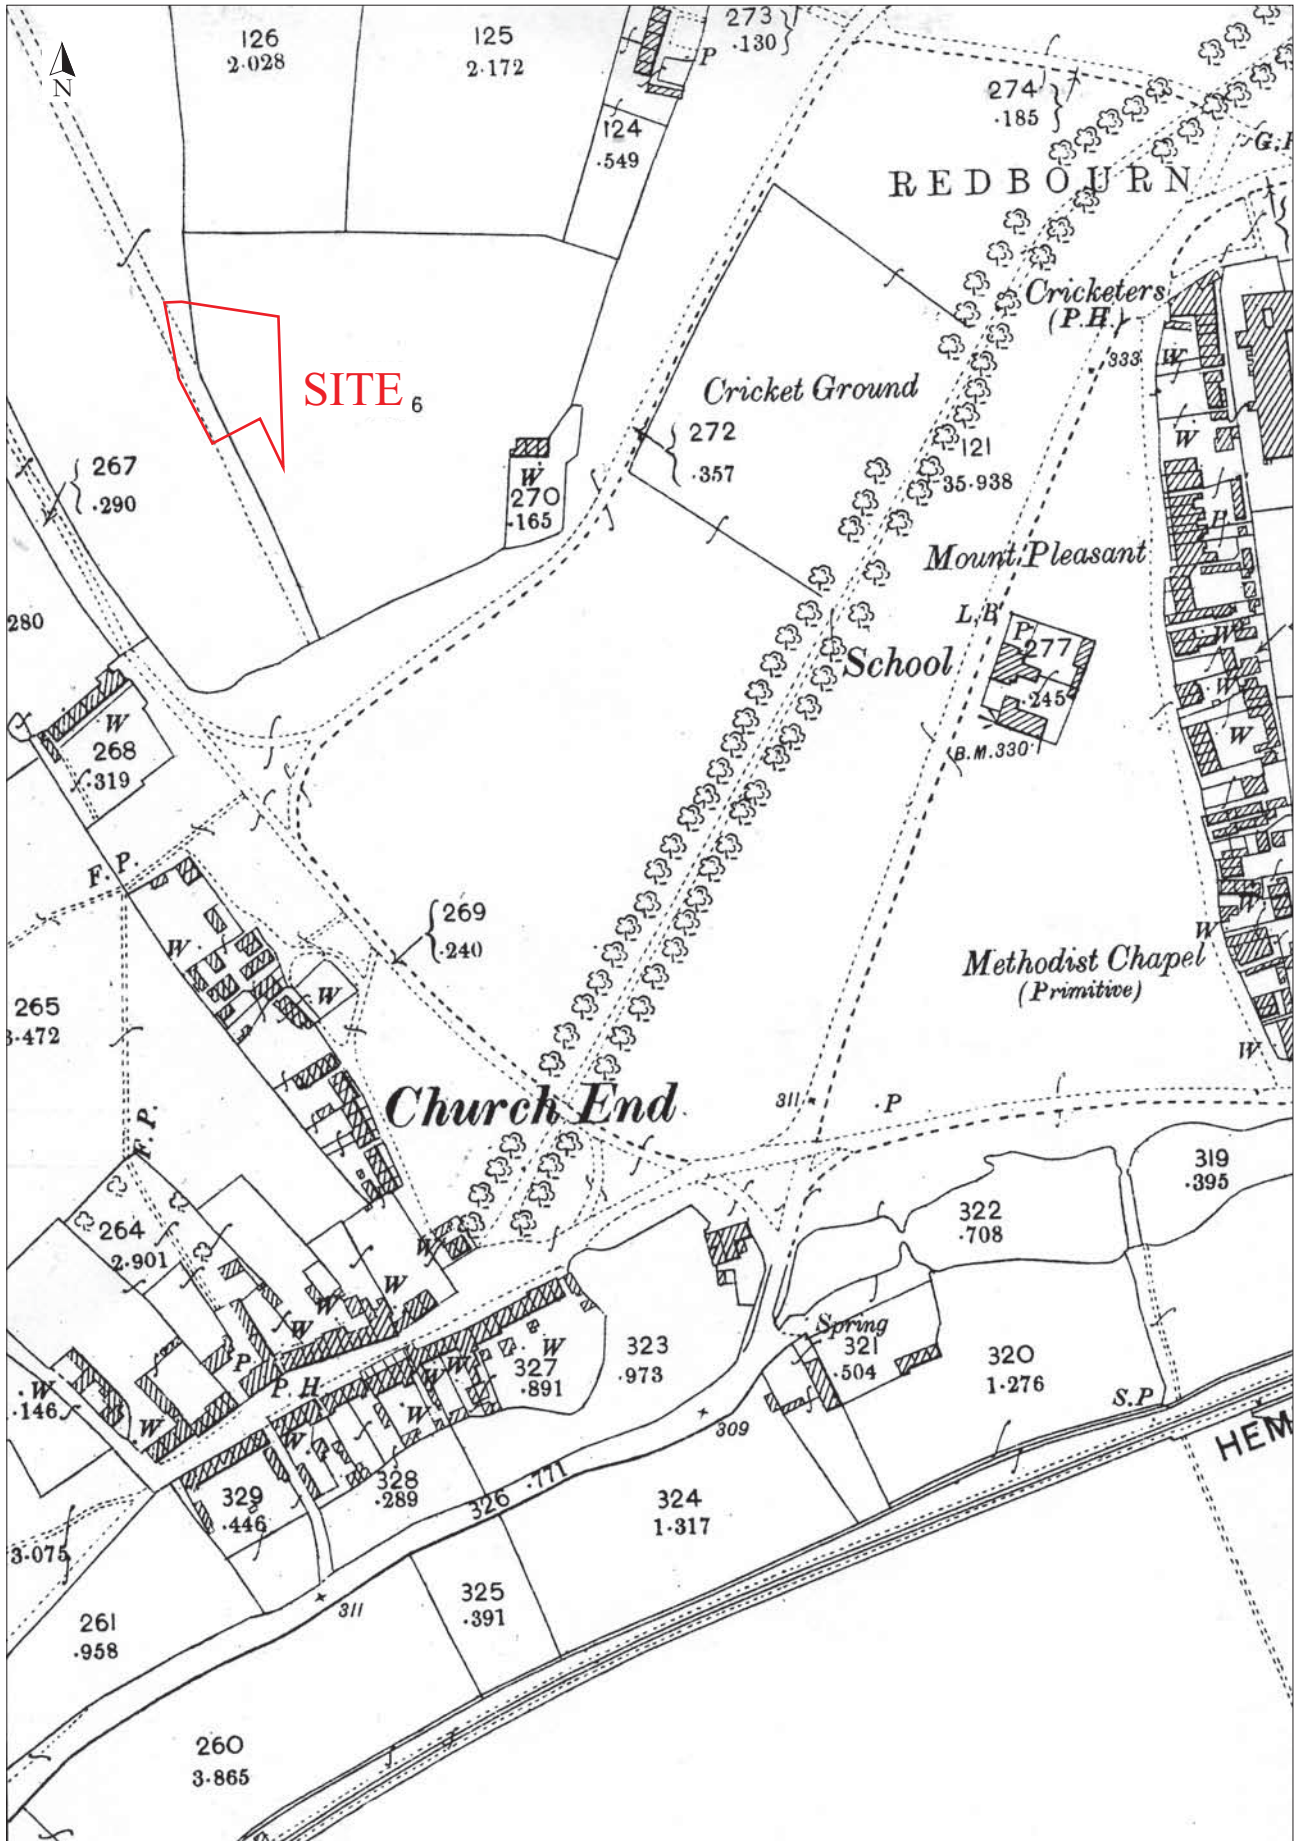 N
126
2·028
125
2·172
273
·130
P
124
·549
274
·185
REDBOURN
Cricketers
(P.H.)
333
W
SITE
6
Cricket Ground
272
·357
121
35·938
W
267
·290
W
270
·165
P
Mount Pleasant
L.B.
P
277
School
·245
B.M.330
280
W
W
W
W
268
·319
F.P.
269
·240
W
W
W
W
Methodist Chapel
(Primitive)
265
3·472
W
Church End
311
P
F.P.
319
·395
322
·708
264
2·901
W
W
W
W
Spring
321
·504
323
·973
320
1·276
327
·891
W
W
W
P
P.H.
W
·146
W
W
W
S.P
309
HEM
329
·446
328
·289
326 ·771
324
1·317
3·075
325
·391
311
261
·958
260
3·865